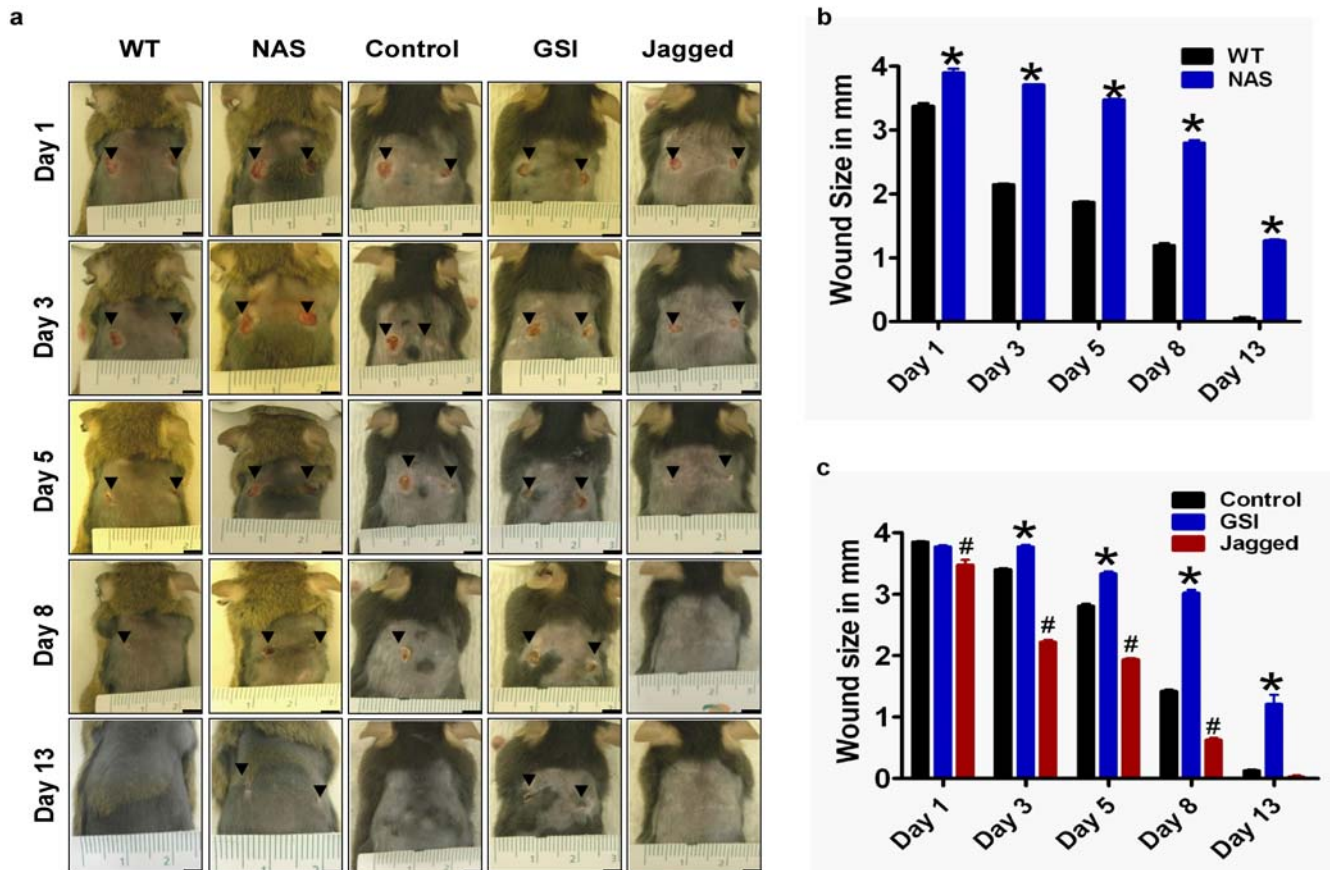 a
WT NAS Control GSI Jagged
Day 1
Day 3
Day 5
Day 8
Day 13
b
WT
NAS
Wound Size in mm
4
3
2
1
0
* * * * *
Day 1 Day 3 Day 5 Day 8 Day 13
c
Control
GSI
Jagged
Wound size in mm
4
3
2
1
0
# * # * # * # *
Day 1 Day 3 Day 5 Day 8 Day 13